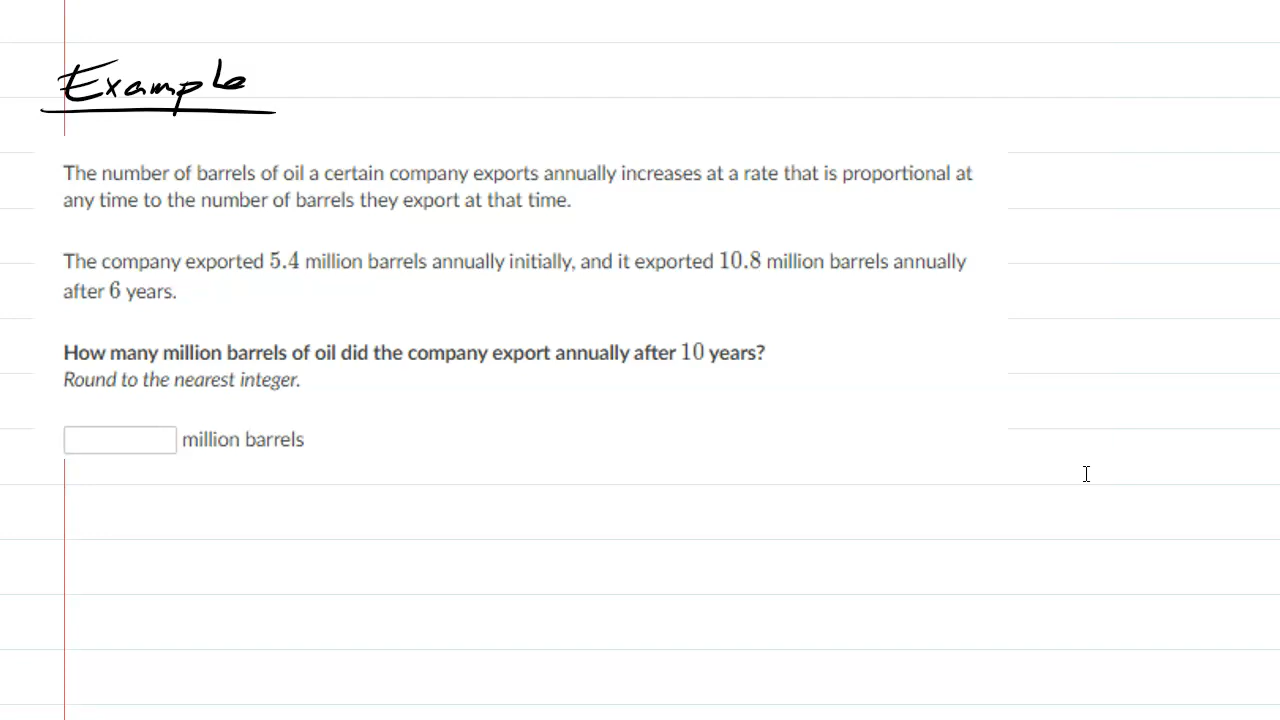 Example
The number of barrels of oil a certain company exports annually increases at a rate that is proportional at
any time to the number of barrels they export at that time.
The company exported 5.4 million barrels annually initially, and it exported 10.8 million barrels annually
after 6 years.
How many million barrels of oil did the company export annually after 10 years?
Round to the nearest integer.
million barrels